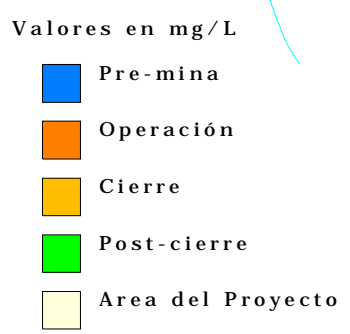 Valores en mg/L
Pre-mina
Operación
Cierre
Post-cierre
Area del Proyecto